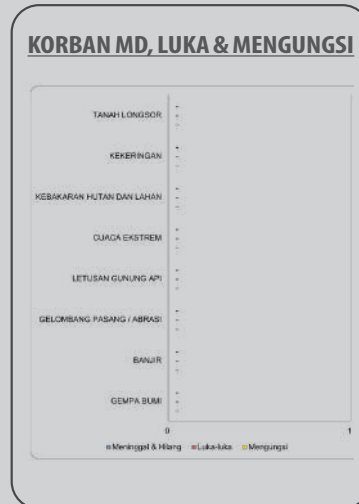 KORBAN MD, LUKA & MENGUNGSI
TANAH LONGSOR
KEKERINGAN
KEBAKARAN HUTAN DAN LAHAN
CUACA EKSTREM
LETUSAN GUNUNG API
GELOMBANG PASANG / ABRASI
BANJIR
GEMPA BUMI
0 1
Meninggal & Hilang Luka-luka Mengungsi